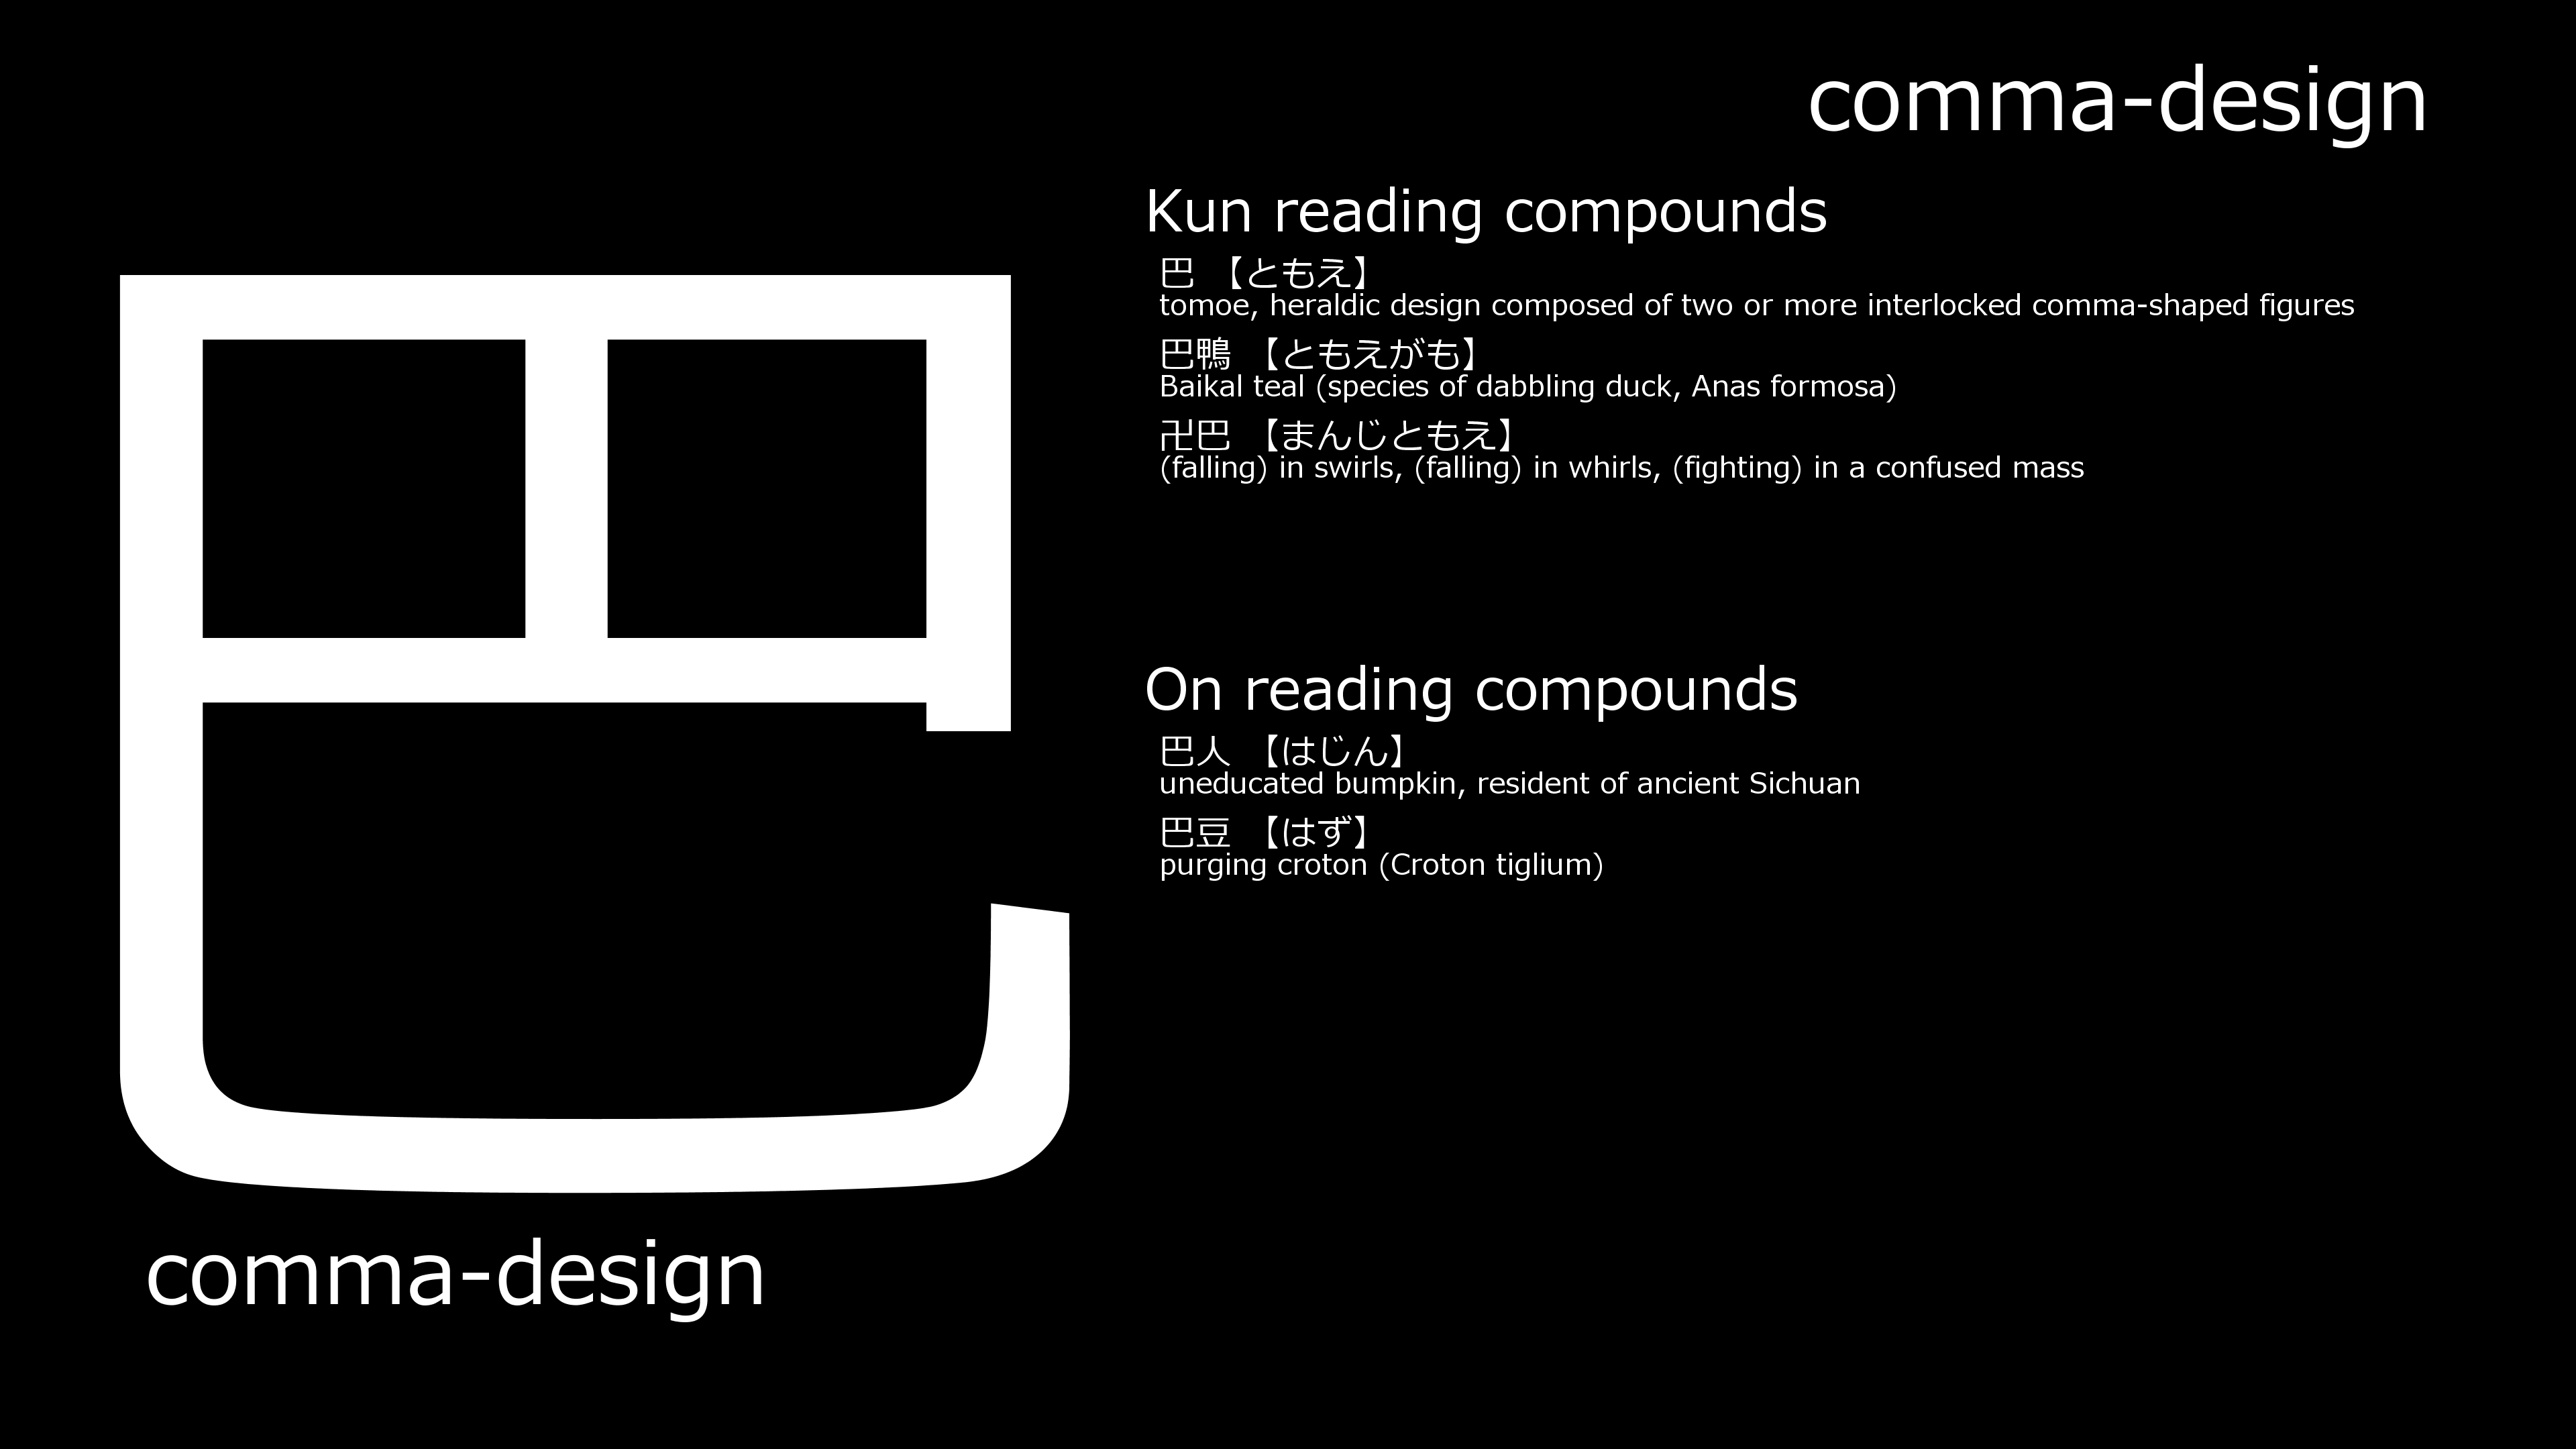 comma-design
巴
comma-design
Kun reading compounds
巴 【ともえ】
tomoe, heraldic design composed of two or more interlocked comma-shaped figures
巴鴨 【ともえがも】
Baikal teal (species of dabbling duck, Anas formosa)
卍巴 【まんじともえ】
(falling) in swirls, (falling) in whirls, (fighting) in a confused mass
On reading compounds
巴人 【はじん】
uneducated bumpkin, resident of ancient Sichuan
巴豆 【はず】
purging croton (Croton tiglium)